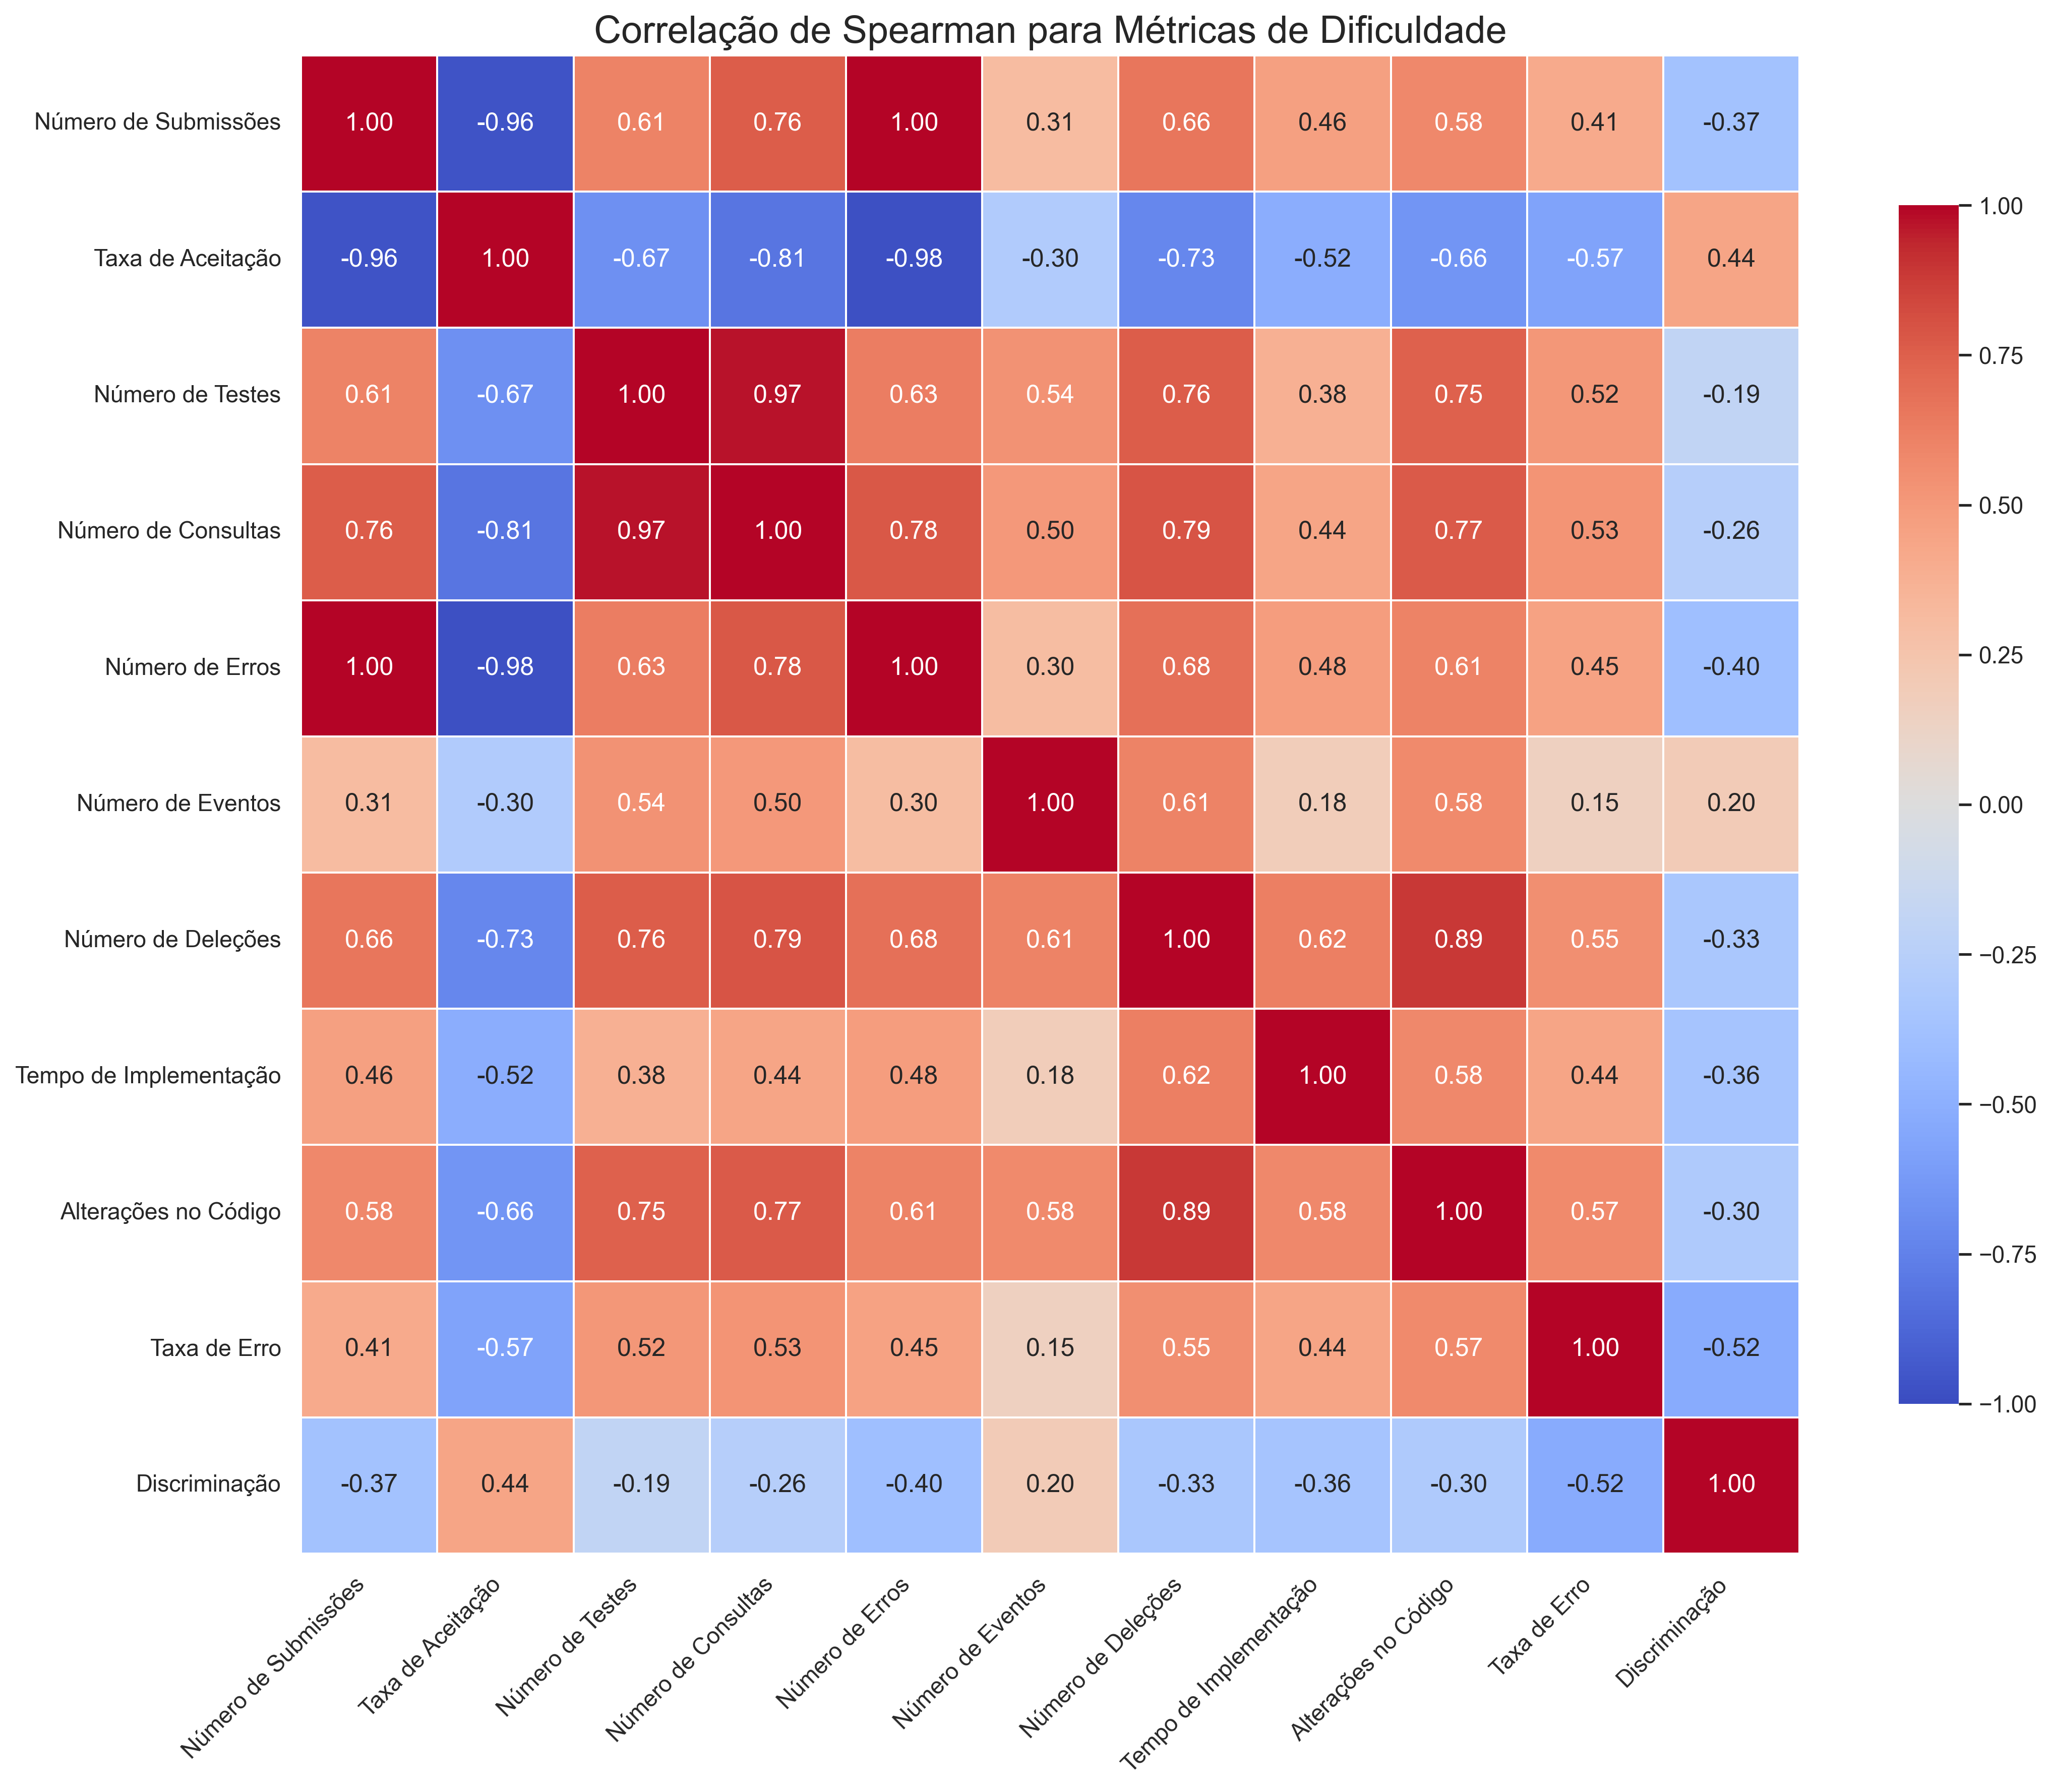 Correlação de Spearman para Métricas de Dificuldade
Número de Submissões 1.00 -0.96 0.61 0.76 1.00 0.31 0.66 0.46 0.58 0.41 -0.37
Taxa de Aceitação -0.96 1.00 -0.67 -0.81 -0.98 -0.30 -0.73 -0.52 -0.66 -0.57 0.44
Número de Testes 0.61 -0.67 1.00 0.97 0.63 0.54 0.76 0.38 0.75 0.52 -0.19
Número de Consultas 0.76 -0.81 0.97 1.00 0.78 0.50 0.79 0.44 0.77 0.53 -0.26
Número de Erros 1.00 -0.98 0.63 0.78 1.00 0.30 0.68 0.48 0.61 0.45 -0.40
Número de Eventos 0.31 -0.30 0.54 0.50 0.30 1.00 0.61 0.18 0.58 0.15 0.20
Número de Deleções 0.66 -0.73 0.76 0.79 0.68 0.61 1.00 0.62 0.89 0.55 -0.33
Tempo de Implementação 0.46 -0.52 0.38 0.44 0.48 0.18 0.62 1.00 0.58 0.44 -0.36
Alterações no Código 0.58 -0.66 0.75 0.77 0.61 0.58 0.89 0.58 1.00 0.57 -0.30
Taxa de Erro 0.41 -0.57 0.52 0.53 0.45 0.15 0.55 0.44 0.57 1.00 -0.52
Discriminação -0.37 0.44 -0.19 -0.26 -0.40 0.20 -0.33 -0.36 -0.30 -0.52 1.00
Número de Submissões
Taxa de Aceitação
Número de Testes
Número de Consultas
Número de Erros
Número de Eventos
Número de Deleções
Tempo de Implementação
Alterações no Código
Taxa de Erro
Discriminação
1.00
0.75
0.50
0.25
0.00
−0.25
−0.50
−0.75
−1.00